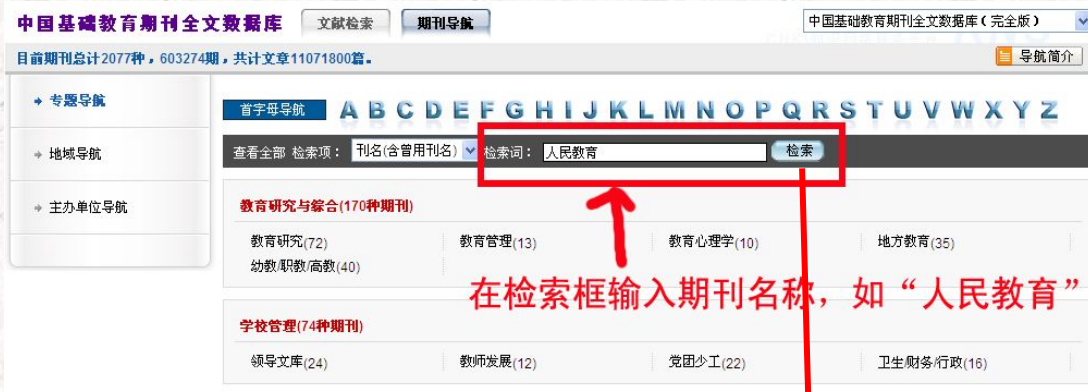 中国基础教育期刊全文数据库 文献检索 期刊导航 中国基础教育期刊全文数据库（完全版）
目前期刊总计2077种，603274期，共计文章11071800篇。 导航简介
专题导航
首字母导航 A B C D E F G H I J K L M N O P Q R S T U V W X Y Z
地域导航
查看全部 检索项： 刊名(含曾用刊名) 检索词： 人民教育 检索
主办单位导航
教育研究与综合(170种期刊)
教育研究(72) 教育管理(13) 教育心理学(10) 地方教育(35)
幼教/职教/高教(40)
在检索框输入期刊名称，如“人民教育”
学校管理(74种期刊)
领导文库(24) 教师发展(12) 党团少工(22) 卫生/财务/行政(16)